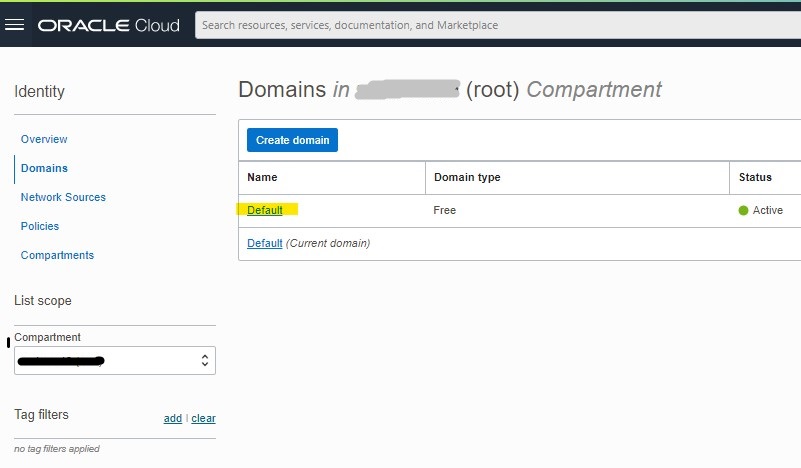 ORACLE Cloud
Search resources, services, documentation, and Marketplace
Identity
Overview
Domains
Network Sources
Policies
Compartments
List scope
Compartment
Tag filters
add | clear
no tag filters applied
Domains in (root) Compartment
Create domain
Name Domain type Status
Default Free Active
Default (Current domain)